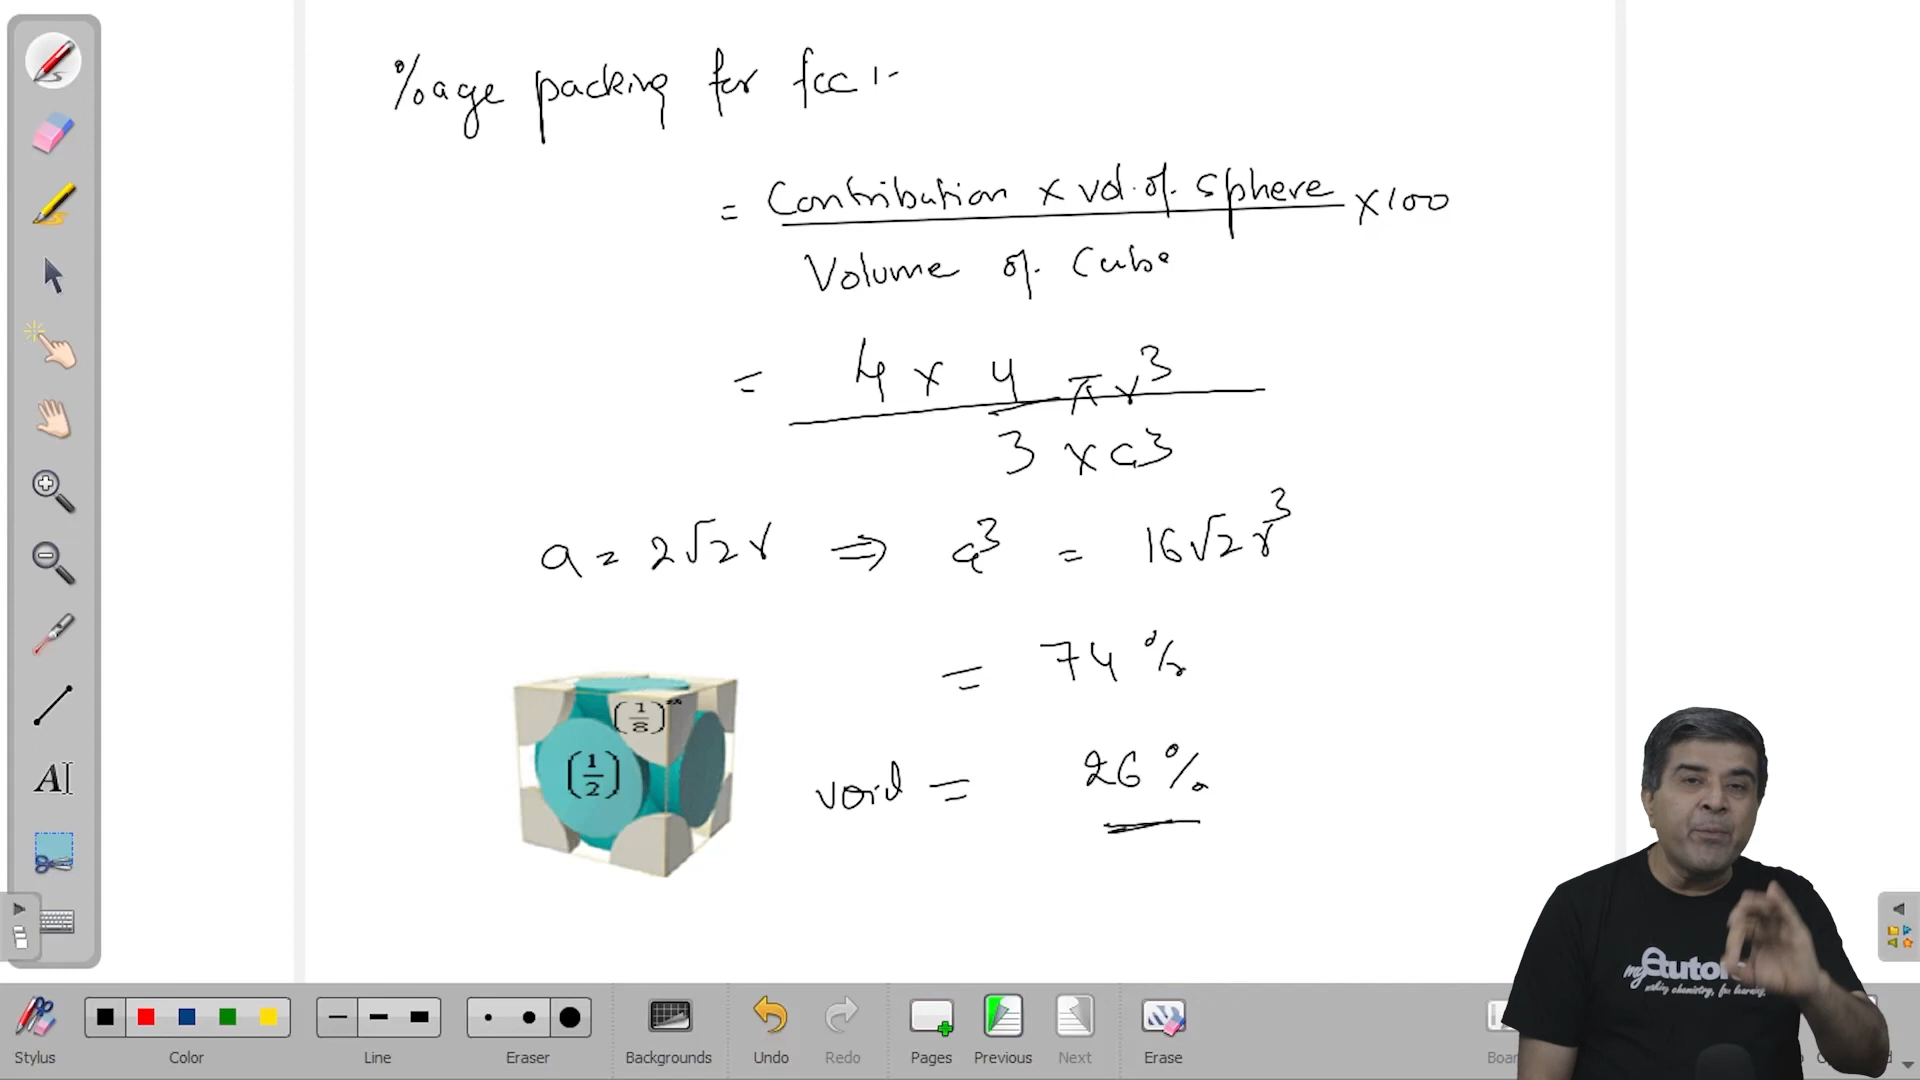 %age packing for fcc :-
= Contribution x vol. of. sphere x100
Volume of. Cube
= 4 x 4 π r³
3 x a3
a = 2√2 r ⇒ a³ = 16√2 r³
= 74 %
(1/8)
(1/2)
void = 26 %
Stylus Color Line Eraser Backgrounds Undo Redo Pages Previous Next Erase